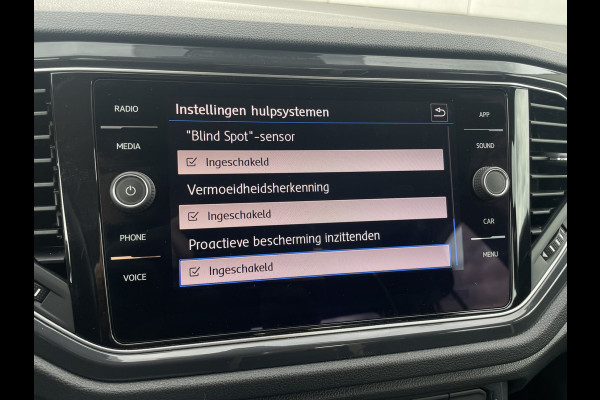 RADIO
MEDIA
PHONE
VOICE
Instellingen hulpsystemen
"Blind Spot"-sensor
Ingeschakeld
Vermoeidheidsherkenning
Ingeschakeld
Proactieve bescherming inzittenden
Ingeschakeld
APP
SOUND
CAR
MENU